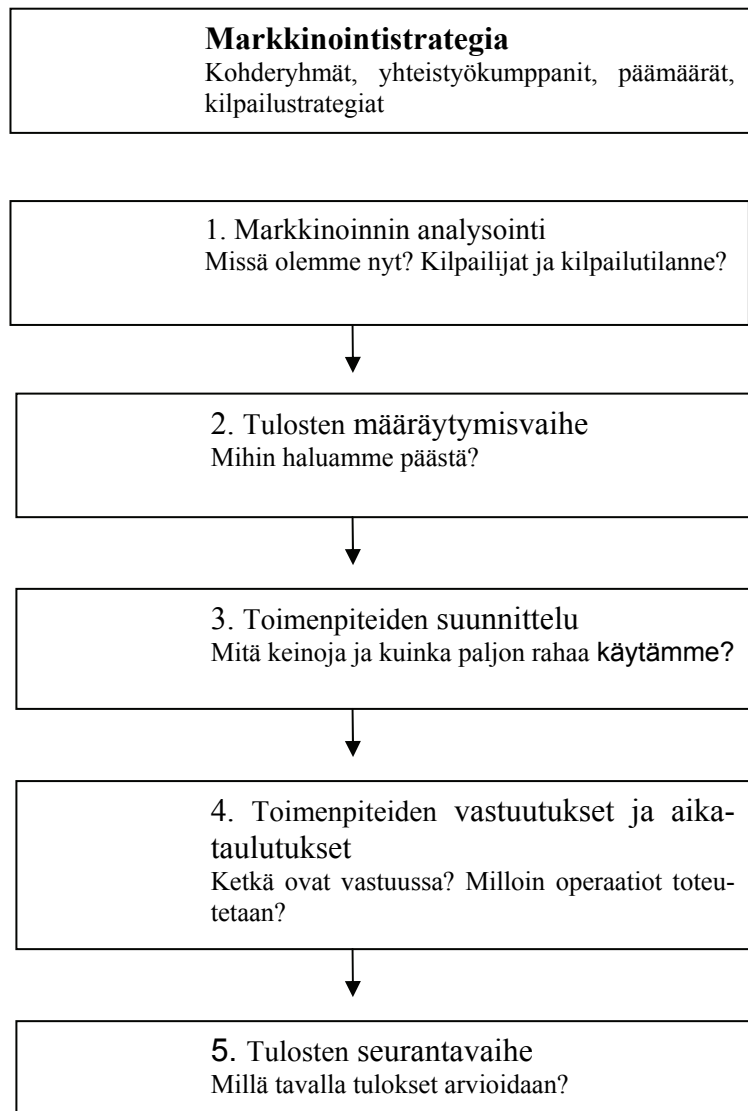 Markkinointistrategia
Kohderyhmät, yhteistyökumppanit, päämäärät,
kilpailustrategiat
1. Markkinoinnin analysointi
Missä olemme nyt? Kilpailijat ja kilpailutilanne?
2. Tulosten määräytymisvaihe
Mihin haluamme päästä?
3. Toimenpiteiden suunnittelu
Mitä keinoja ja kuinka paljon rahaa käytämme?
4. Toimenpiteiden vastuutukset ja aika-
taulutukset
Ketkä ovat vastuussa? Milloin operaatiot toteu-
tetaan?
5. Tulosten seurantavaihe
Millä tavalla tulokset arvioidaan?